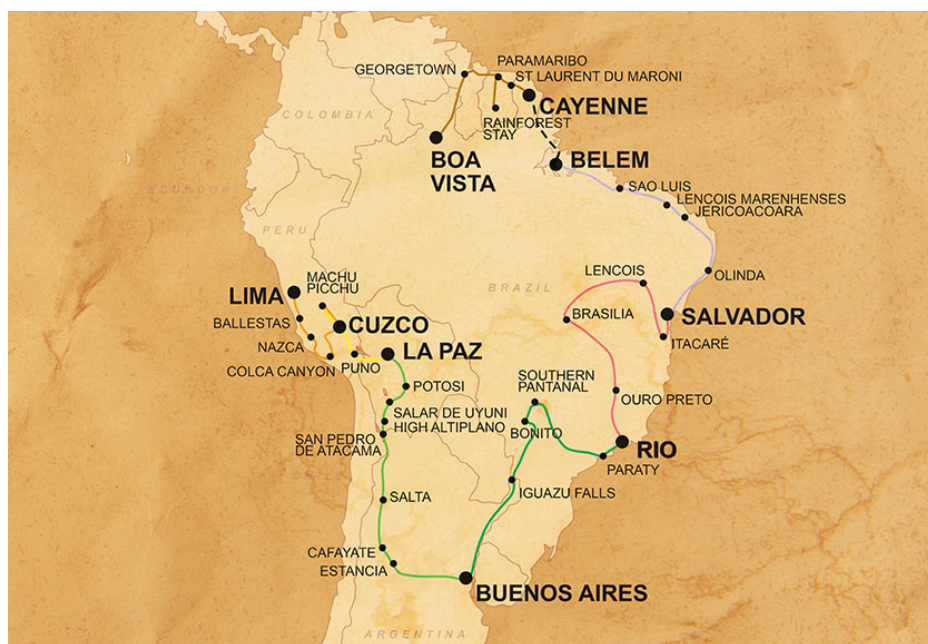 PARAMARIBO
GEORGETOWN
ST LAURENT DU MARONI
CAYENNE
COLOMBIA
RAINFOREST
STAY
BOA
VISTA
BELEM
SAO LUIS
ECUADOR
LENCOIS MARENHENSES
JERICOACOARA
PERU
LENCOIS
OLINDA
MACHU
PICCHU
BRAZIL
LIMA
BRASILIA
SALVADOR
BALLESTAS
CUZCO
ITACARÉ
NAZCA
LA PAZ
COLCA CANYON
PUNO
POTOSI
SOUTHERN
PANTANAL
OURO PRETO
SALAR DE UYUNI
HIGH ALTIPLANO
BONITO
SAN PEDRO
DE ATACAMA
RIO
PARATY
IGUAZU FALLS
SALTA
CAFAYATE
ESTANCIA
BUENOS AIRES
ARGENTINA